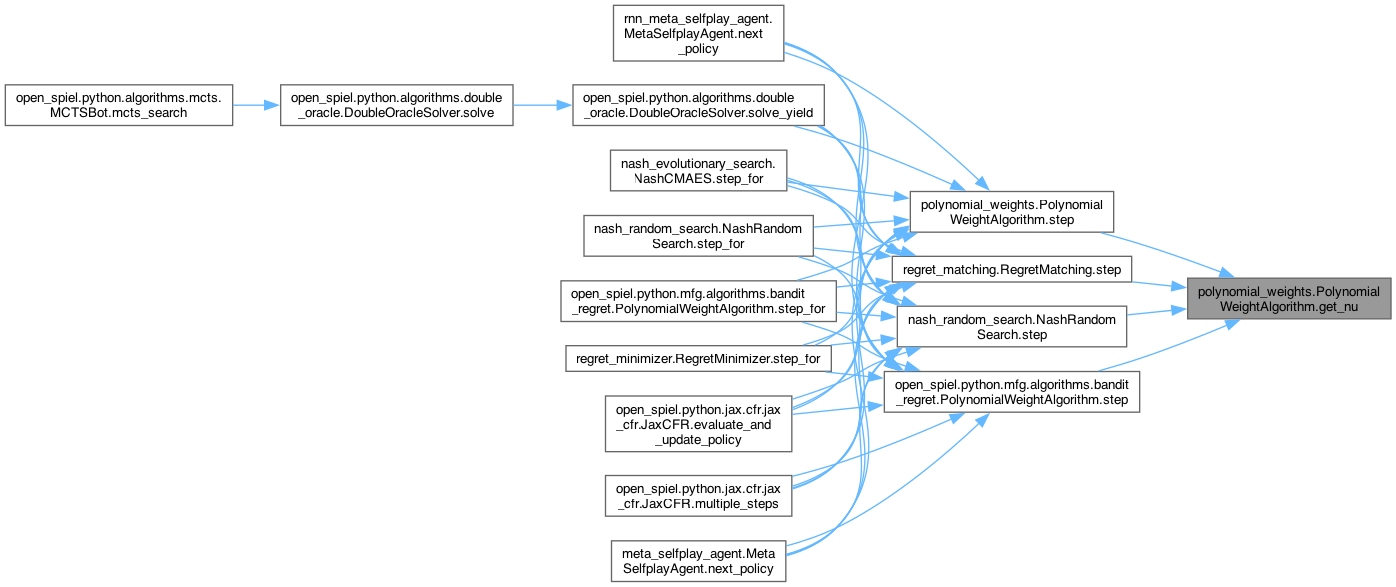 rnn_meta_selfplay_agent.
MetaSelfplayAgent.next
_policy
open_spiel.python.algorithms.mcts.
MCTSBot.mcts_search
open_spiel.python.algorithms.double
_oracle.DoubleOracleSolver.solve
open_spiel.python.algorithms.double
_oracle.DoubleOracleSolver.solve_yield
nash_evolutionary_search.
NashCMAES.step_for
nash_random_search.NashRandom
Search.step_for
open_spiel.python.mfg.algorithms.bandit
_regret.PolynomialWeightAlgorithm.step_for
regret_minimizer.RegretMinimizer.step_for
open_spiel.python.jax.cfr.jax
_cfr.JaxCFR.evaluate_and
_update_policy
open_spiel.python.jax.cfr.jax
_cfr.JaxCFR.multiple_steps
meta_selfplay_agent.Meta
SelfplayAgent.next_policy
polynomial_weights.Polynomial
WeightAlgorithm.step
regret_matching.RegretMatching.step
nash_random_search.NashRandom
Search.step
open_spiel.python.mfg.algorithms.bandit
_regret.PolynomialWeightAlgorithm.step
polynomial_weights.Polynomial
WeightAlgorithm.get_nu